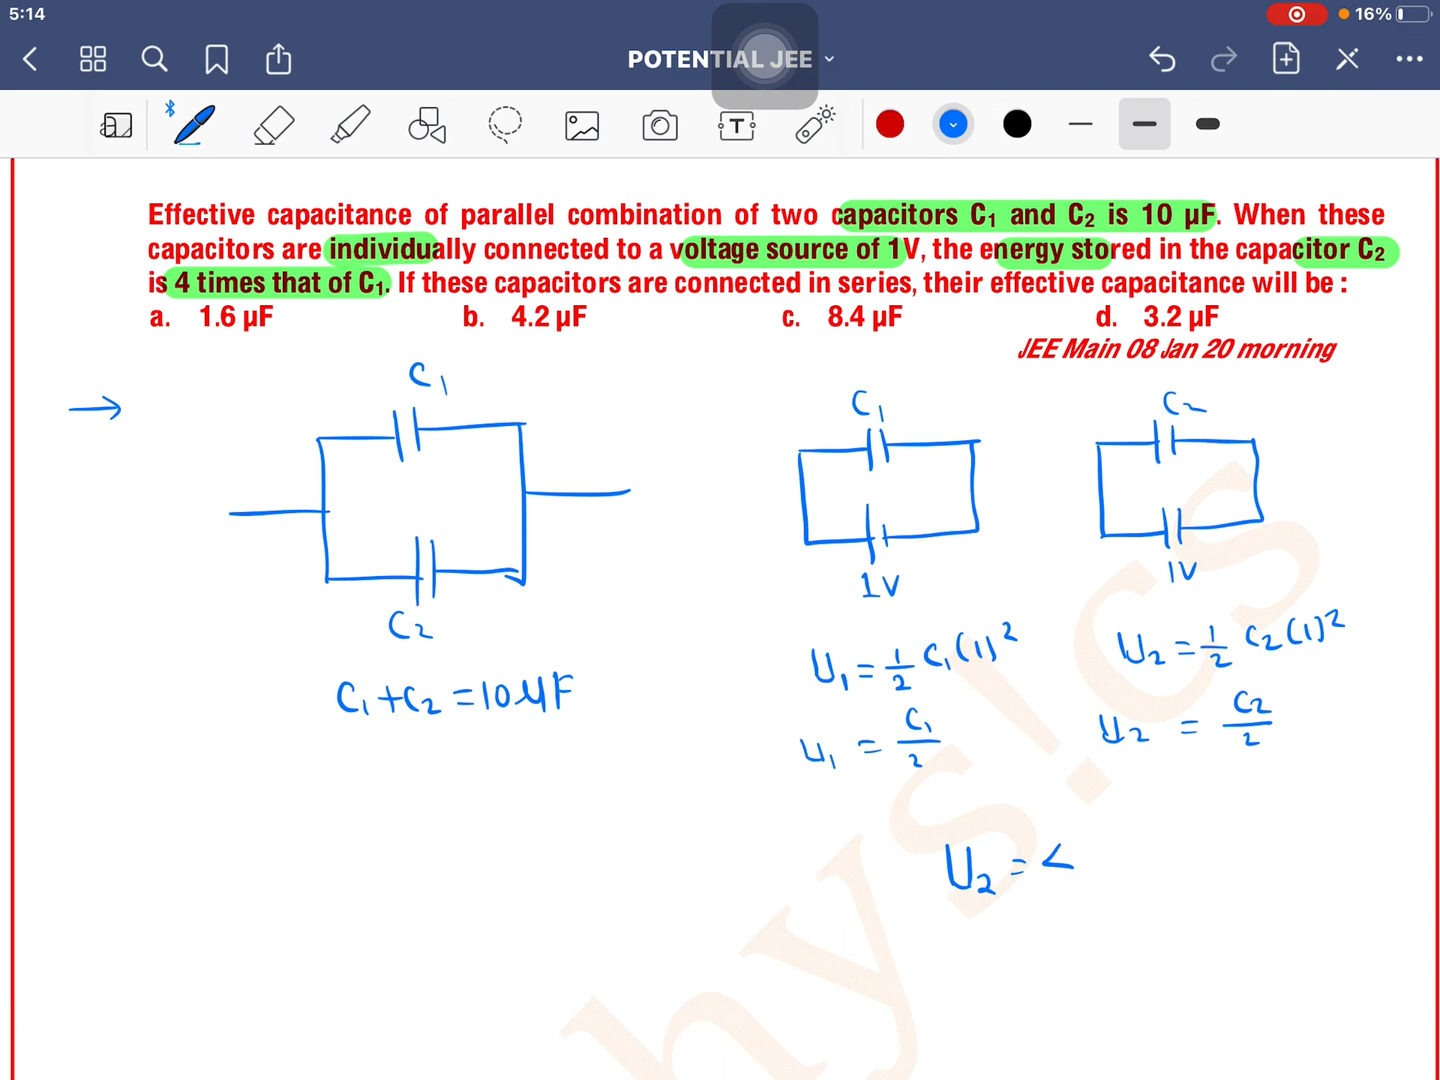 5:14
16%
POTENTIAL JEE
T
Effective capacitance of parallel combination of two capacitors C₁ and C₂ is 10 μF. When these
capacitors are individually connected to a voltage source of 1V, the energy stored in the capacitor C₂
is 4 times that of C₁. If these capacitors are connected in series, their effective capacitance will be :
a. 1.6 μF b. 4.2 μF c. 8.4 μF d. 3.2 μF
JEE Main 08 Jan 20 morning
C₁
C₂
C₁ + C₂ = 10 μF
C₁
1V
C₂
1V
U₁ = 1/2 C₁ (1)²
U₁ = C₁/2
U₂ = 1/2 C₂ (1)²
U₂ = C₂/2
U₂ = <
hys!cs